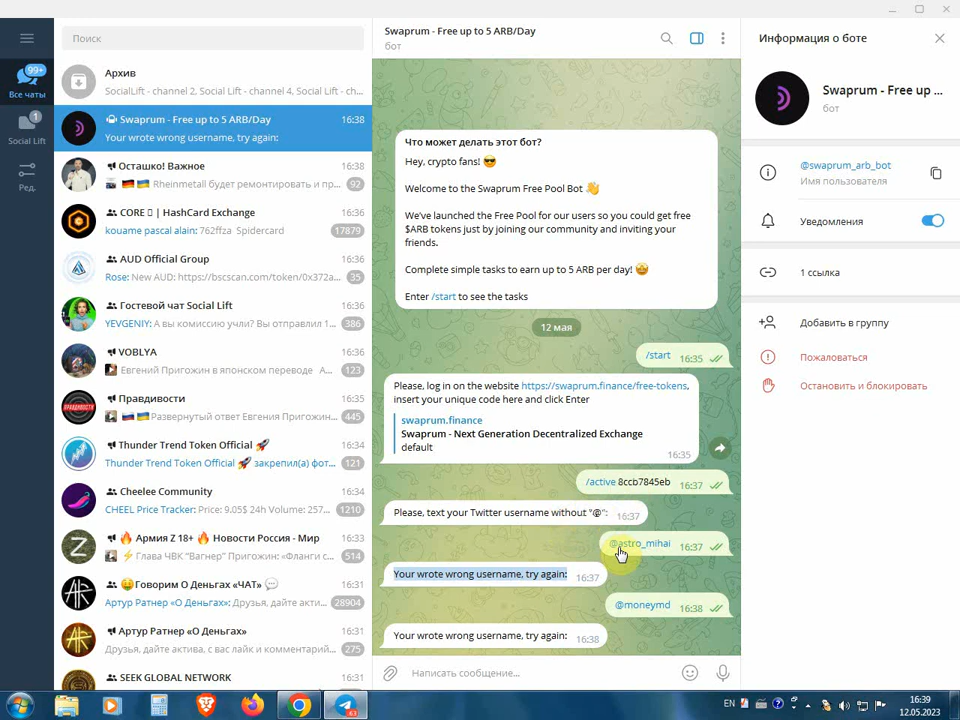 Поиск
99+
Все чаты
1
Social Lift
Ред.
Архив
SocialLift - channel 2, Social Lift - channel 4, Social Lift - ch...
Swaprum - Free up to 5 ARB/Day
16:38
Your wrote wrong username, try again:
Осташко! Важное
16:38
Rheinmetall будет ремонтировать и пр...
92
CORE | HashCard Exchange
16:36
kouame pascal alain: 762ffza Spidercard
17879
AUD Official Group
16:36
Rose: New AUD: https://bscscan.com/token/0x372a...
35
Гостевой чат Social Lift
16:36
YEVGENIY: А вы комиссию учли? Вы отправил 1...
386
VOBLYA
16:36
Евгений Пригожин в японском переводе А...
123
Правдивости
16:35
Развернутый ответ Евгения Пригожин...
445
Thunder Trend Token Official 🚀
16:34
Thunder Trend Token Official 🚀 закрепил(а) фот...
121
Cheelee Community
16:34
CHEEL Price Tracker: Price: 9.05$ 24h Volume: 257...
1210
Армия Z 18+ 🔥 Новости Россия - Мир
16:33
⚡Глава ЧВК "Вагнер" Пригожин: «Фланги с...
514
🤑Говорим О Деньгах «ЧАТ» 💬
16:31
Артур Ратнер «О Деньгах»: Друзья, дайте акти...
28904
Артур Ратнер «О Деньгах»
16:31
Друзья, дайте актива, с вас лайк и комментарий...
275
SEEK GLOBAL NETWORK
16:31
Swaprum - Free up to 5 ARB/Day
бот
Что может делать этот бот?
Hey, crypto fans! 😎
Welcome to the Swaprum Free Pool Bot 👋
We've launched the Free Pool for our users so you could get free
$ARB tokens just by joining our community and inviting your
friends.
Complete simple tasks to earn up to 5 ARB per day! 🤩
Enter /start to see the tasks
12 мая
/start 16:35
Please, log in on the website https://swaprum.finance/free-tokens,
insert your unique code here and click Enter
swaprum.finance
Swaprum - Next Generation Decentralized Exchange
default
16:35
/active 8ccb7845eb 16:37
Please, text your Twitter username without "@": 16:37
@astro_mihai 16:37
Your wrote wrong username, try again: 16:37
@moneymd 16:38
Your wrote wrong username, try again: 16:38
Написать сообщение...
Информация о боте
Swaprum - Free up ...
бот
@swaprum_arb_bot
Имя пользователя
Уведомления
1 ссылка
Добавить в группу
Пожаловаться
Остановить и блокировать
EN
16:39
12.05.2023